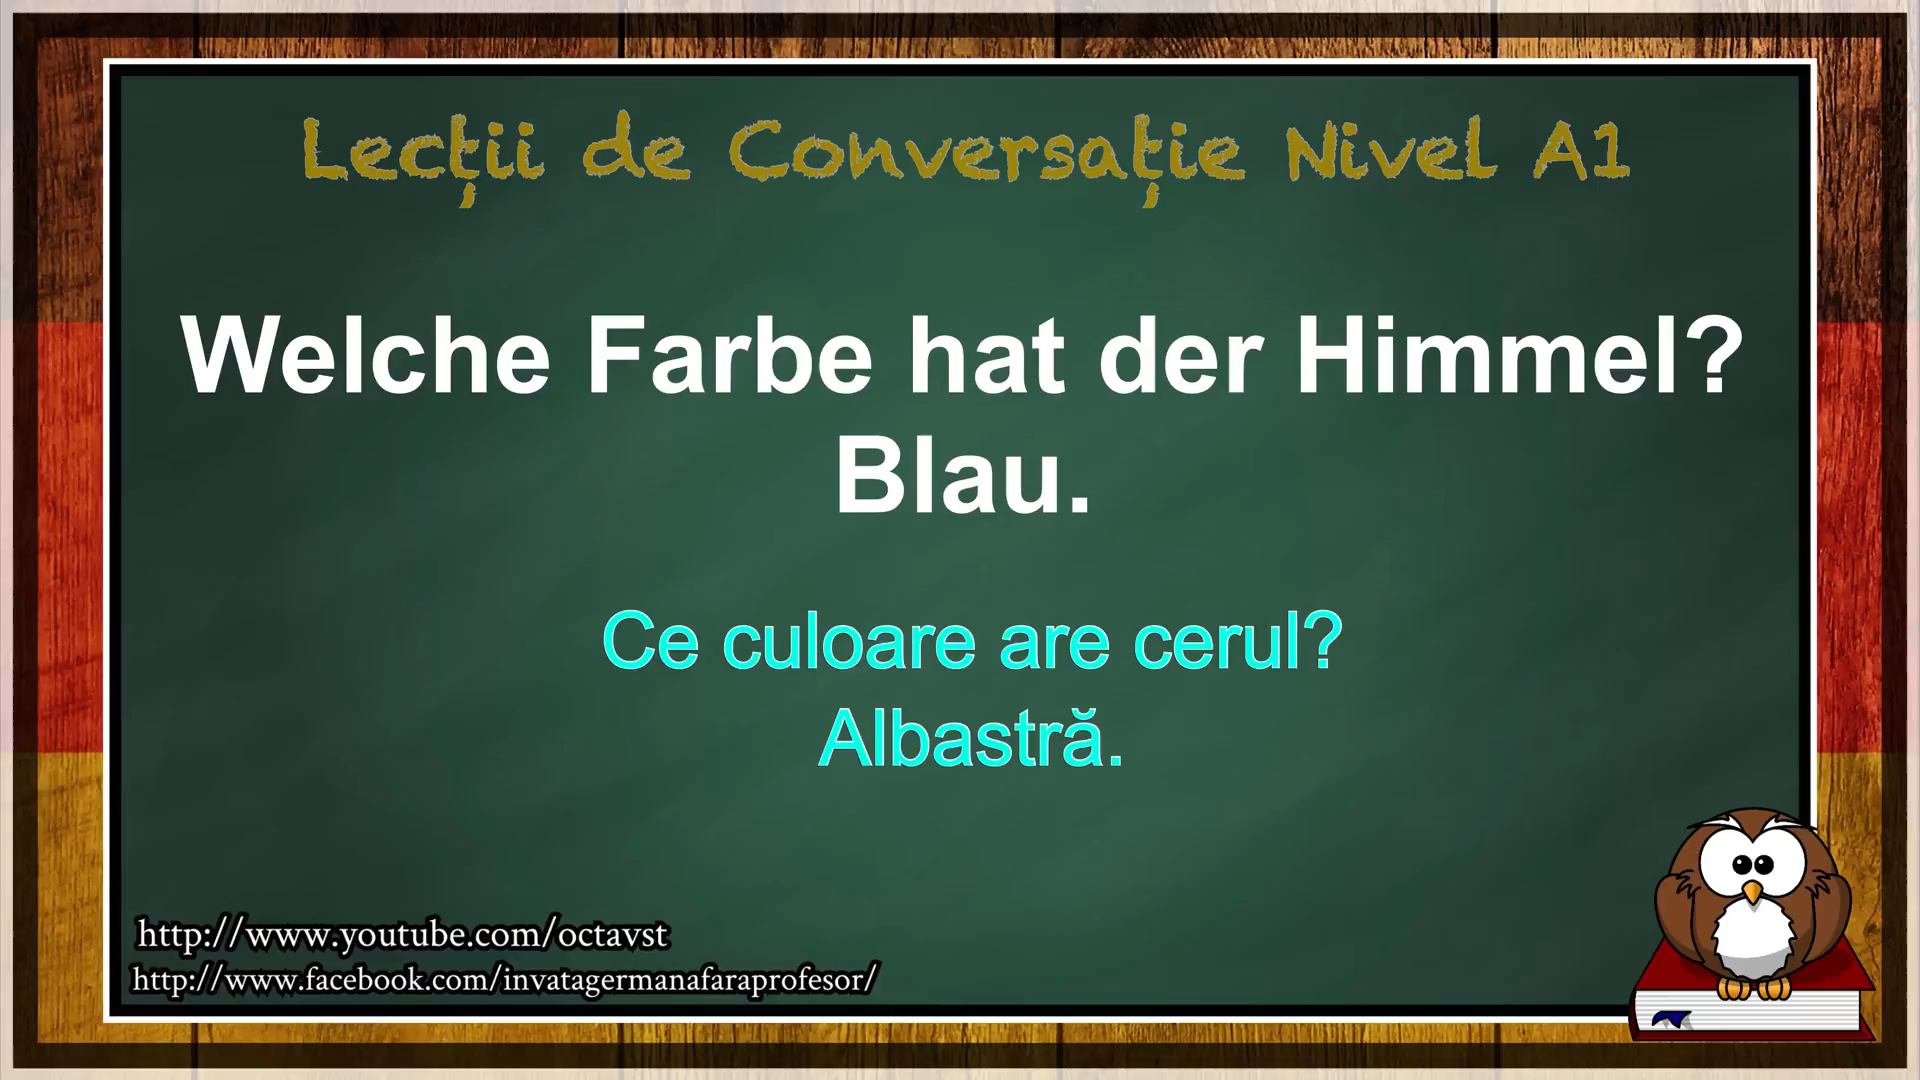 Lecții de Conversație Nivel A1
Welche Farbe hat der Himmel?
Blau.
Ce culoare are cerul?
Albastră.
http://www.youtube.com/octavst
http://www.facebook.com/invatagermanafaraprofesor/